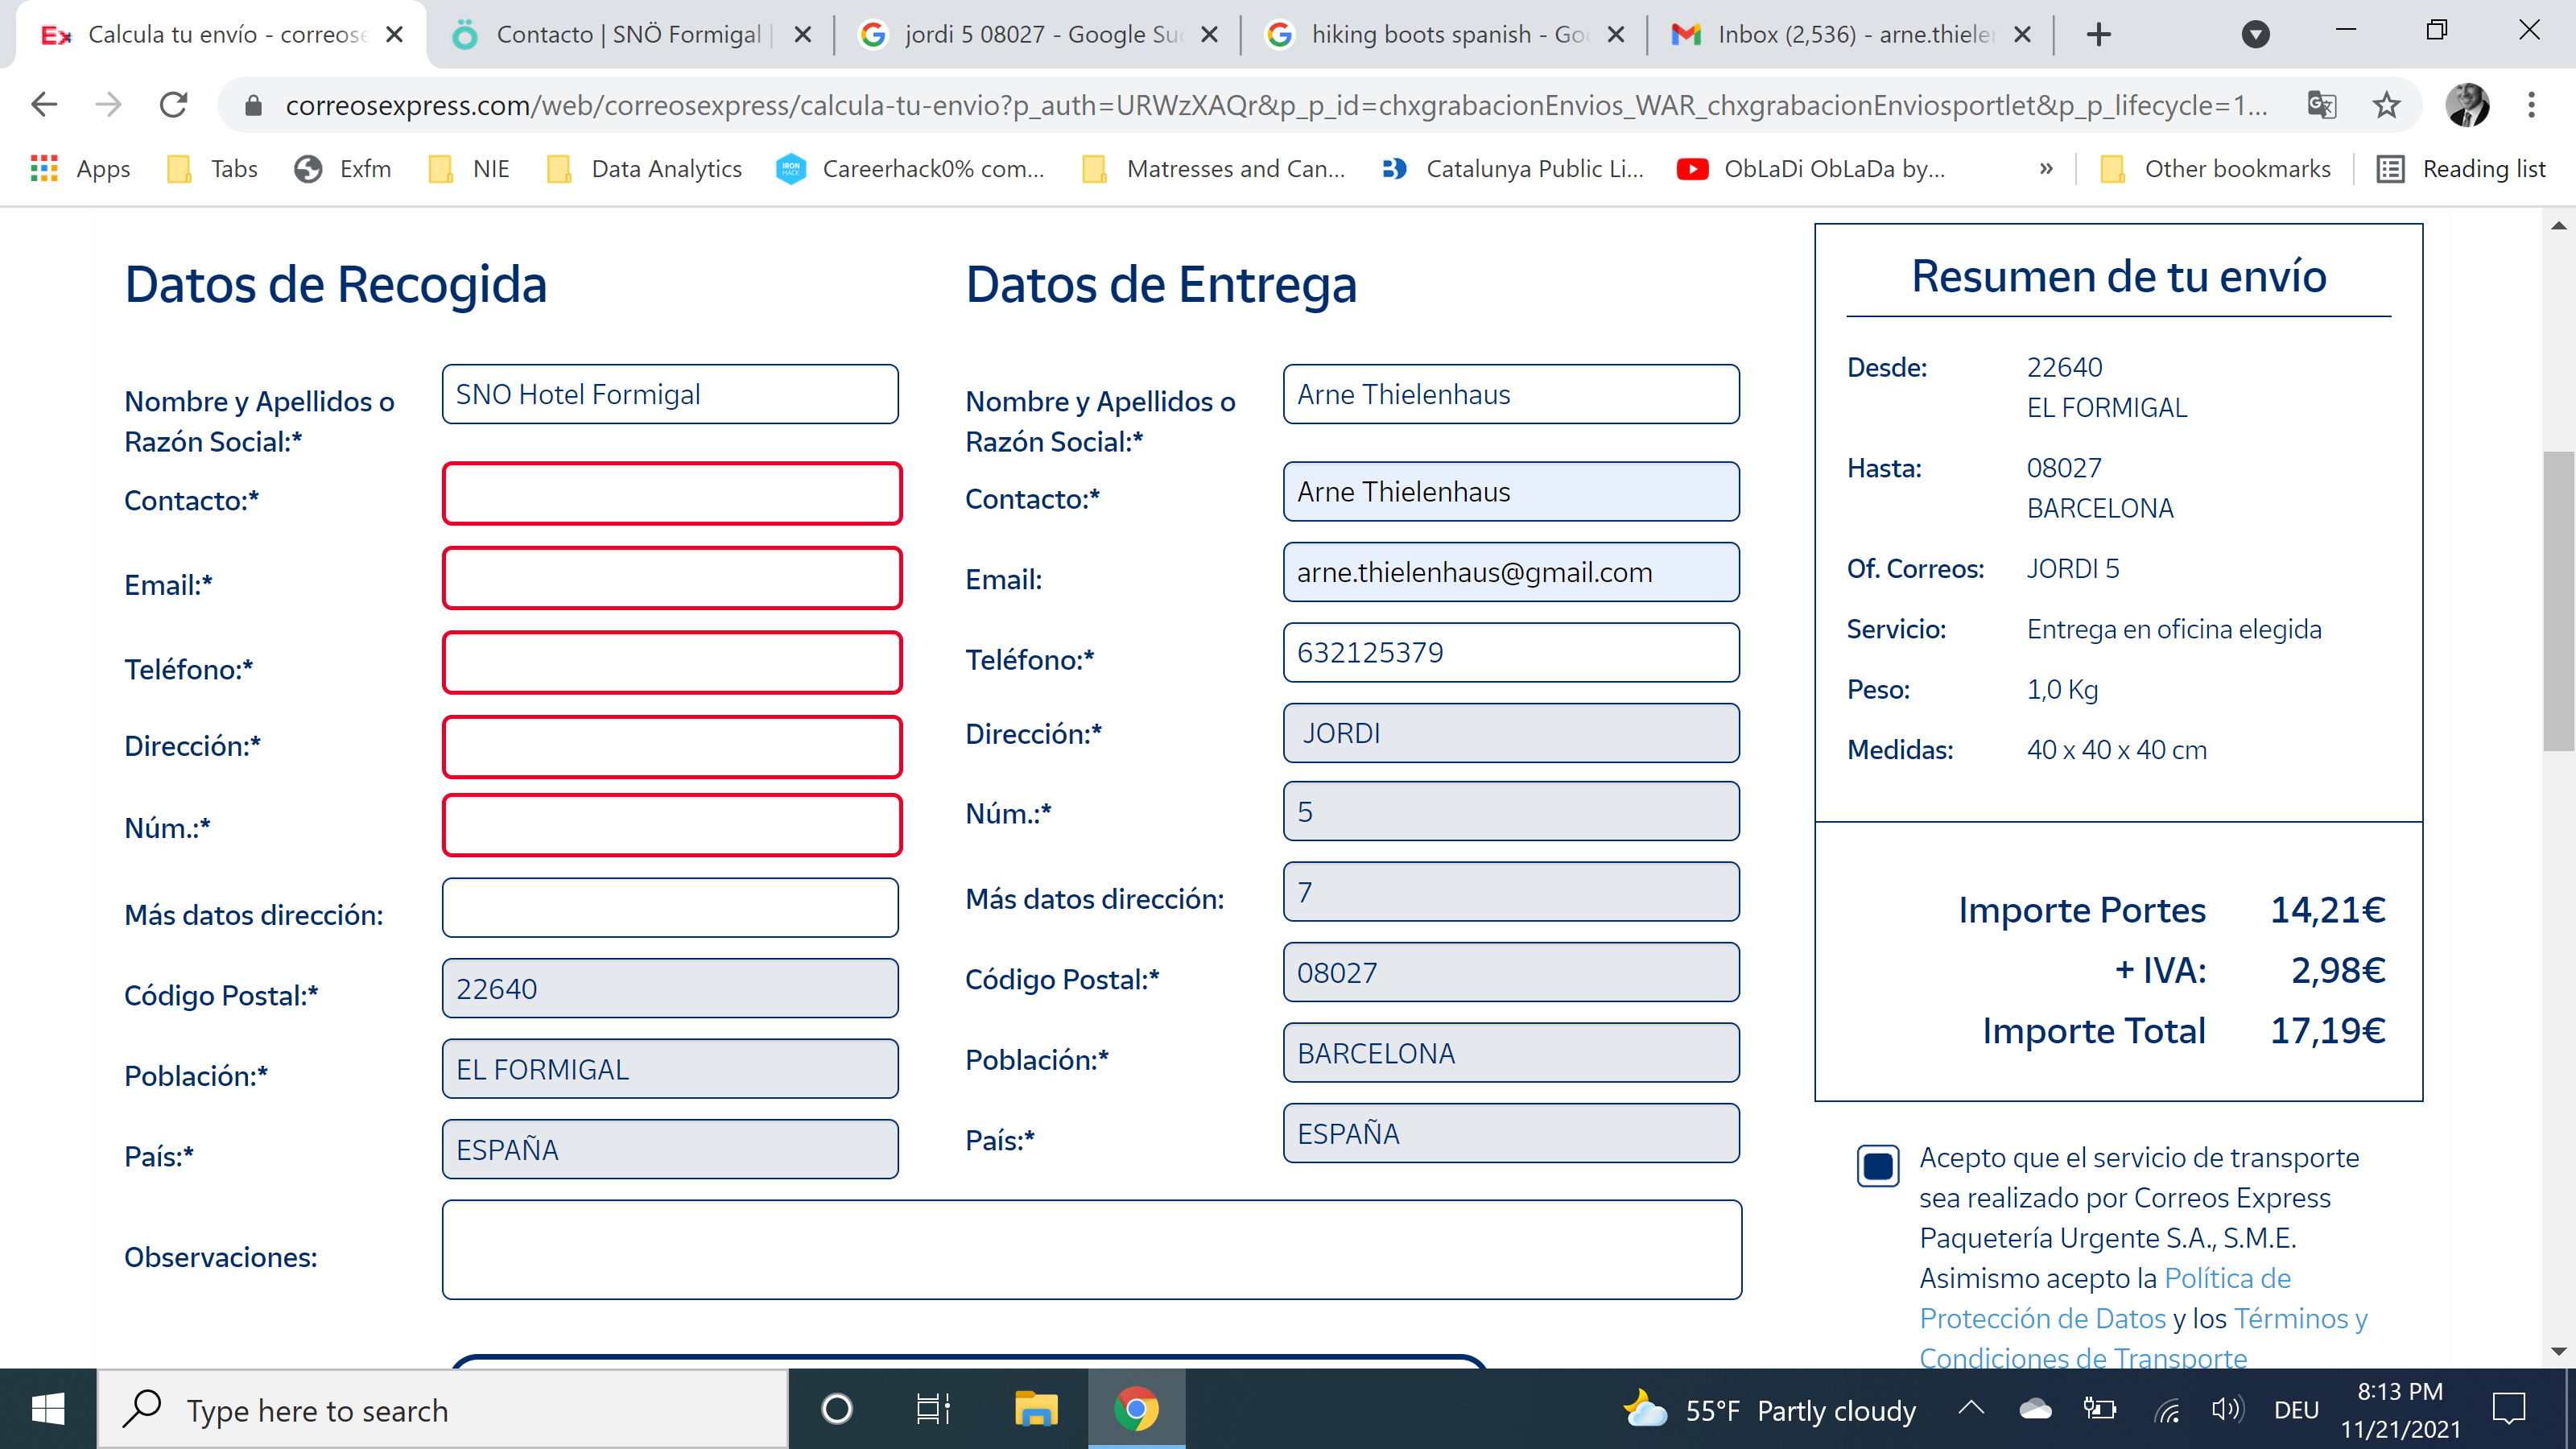 Calcula tu envío - correose
Contacto | SNÖ Formigal |
jordi 5 08027 - Google Suc
hiking boots spanish - Goo
Inbox (2,536) - arne.thielen
correosexpress.com/web/correosexpress/calcula-tu-envio?p_auth=URWzXAQr&p_p_id=chxgrabacionEnvios_WAR_chxgrabacionEnviosportlet&p_p_lifecycle=1...
Apps
Tabs
Exfm
NIE
Data Analytics
Careerhack0% com...
Matresses and Can...
Catalunya Public Li...
ObLaDi ObLaDa by...
»
Other bookmarks
Reading list
Datos de Recogida
Nombre y Apellidos o
Razón Social:*
SNO Hotel Formigal
Contacto:*
Email:*
Teléfono:*
Dirección:*
Núm.:*
Más datos dirección:
Código Postal:*
22640
Población:*
EL FORMIGAL
País:*
ESPAÑA
Observaciones:
Datos de Entrega
Nombre y Apellidos o
Razón Social:*
Arne Thielenhaus
Contacto:*
Arne Thielenhaus
Email:
arne.thielenhaus@gmail.com
Teléfono:*
632125379
Dirección:*
JORDI
Núm.:*
5
Más datos dirección:
7
Código Postal:*
08027
Población:*
BARCELONA
País:*
ESPAÑA
Resumen de tu envío
Desde: 22640
EL FORMIGAL
Hasta: 08027
BARCELONA
Of. Correos: JORDI 5
Servicio: Entrega en oficina elegida
Peso: 1,0 Kg
Medidas: 40 x 40 x 40 cm
Importe Portes 14,21€
+ IVA: 2,98€
Importe Total 17,19€
Acepto que el servicio de transporte
sea realizado por Correos Express
Paquetería Urgente S.A., S.M.E.
Asimismo acepto la Política de
Protección de Datos y los Términos y
Condiciones de Transporte
Type here to search
55°F Partly cloudy
DEU
8:13 PM
11/21/2021